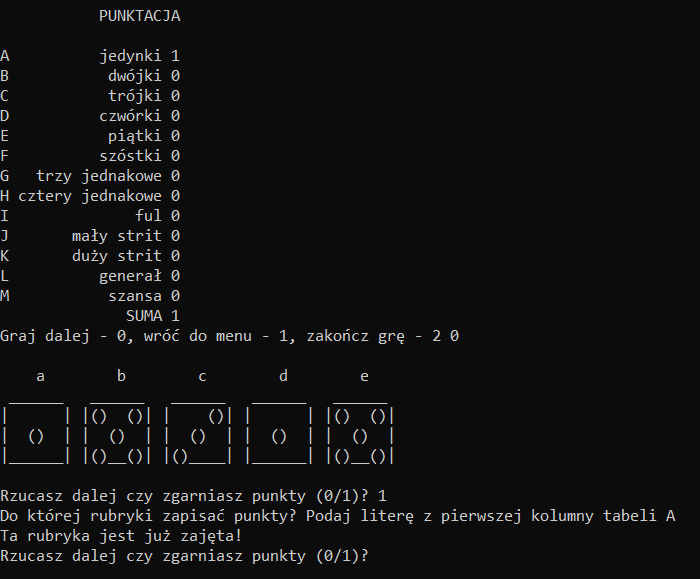 PUNKTACJA
A jedynki 1
B dwójki 0
C trójki 0
D czwórki 0
E piątki 0
F szóstki 0
G trzy jednakowe 0
H cztery jednakowe 0
I ful 0
J mały strit 0
K duży strit 0
L generał 0
M szansa 0
SUMA 1
Graj dalej - 0, wróć do menu - 1, zakończ grę - 2 0
a b c d e
 ______   ______   ______   ______   ______
|      | |()  ()| |    ()| |      | |()  ()|
|  ()  | |  ()  | |  ()  | |  ()  | |  ()  |
|______| |()__()| |()____| |______| |()__()|
Rzucasz dalej czy zgarniasz punkty (0/1)? 1
Do której rubryki zapisać punkty? Podaj literę z pierwszej kolumny tabeli A
Ta rubryka jest już zajęta!
Rzucasz dalej czy zgarniasz punkty (0/1)?